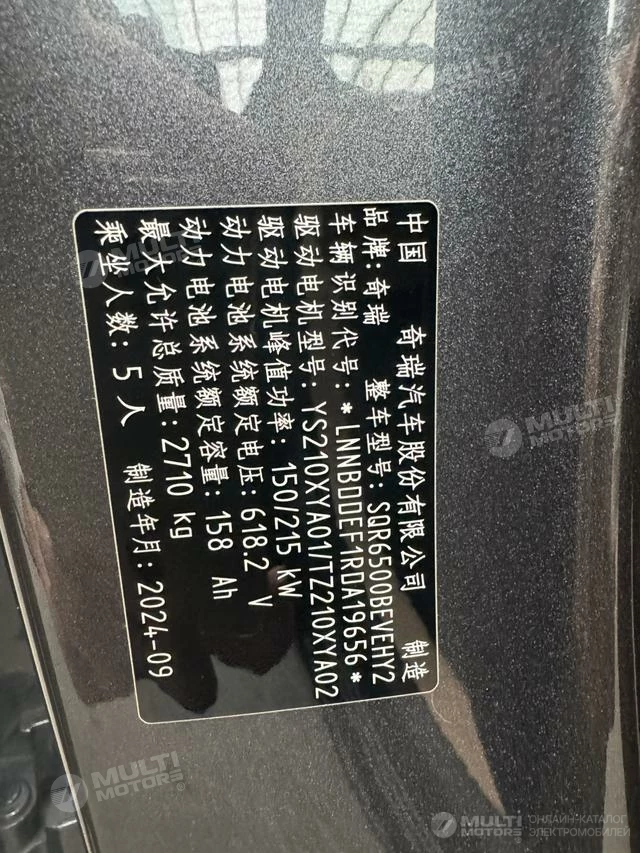 中国 奇瑞汽车股份有限公司 制造
品牌:奇瑞 整车型号:SQR6500BEVEHY2
车辆识别代号:*LNNBDDEF1RDA19656*
驱动电机型号:YS210XYA01/TZ210XYA02
驱动电机峰值功率:150/215 kW
动力电池系统额定电压:618.2 V
动力电池系统额定容量:158 Ah
最大允许总质量:2710 kg
乘坐人数:5人 制造年月:2024-09
MULTI MOTORS
MULTI MOTORS
MULTI MOTORS
MULTI MOTORS
MULTI MOTORS
MULTI MOTORS
ОНЛАЙН-КАТАЛОГ
ЭЛЕКТРОМОБИЛЕЙ